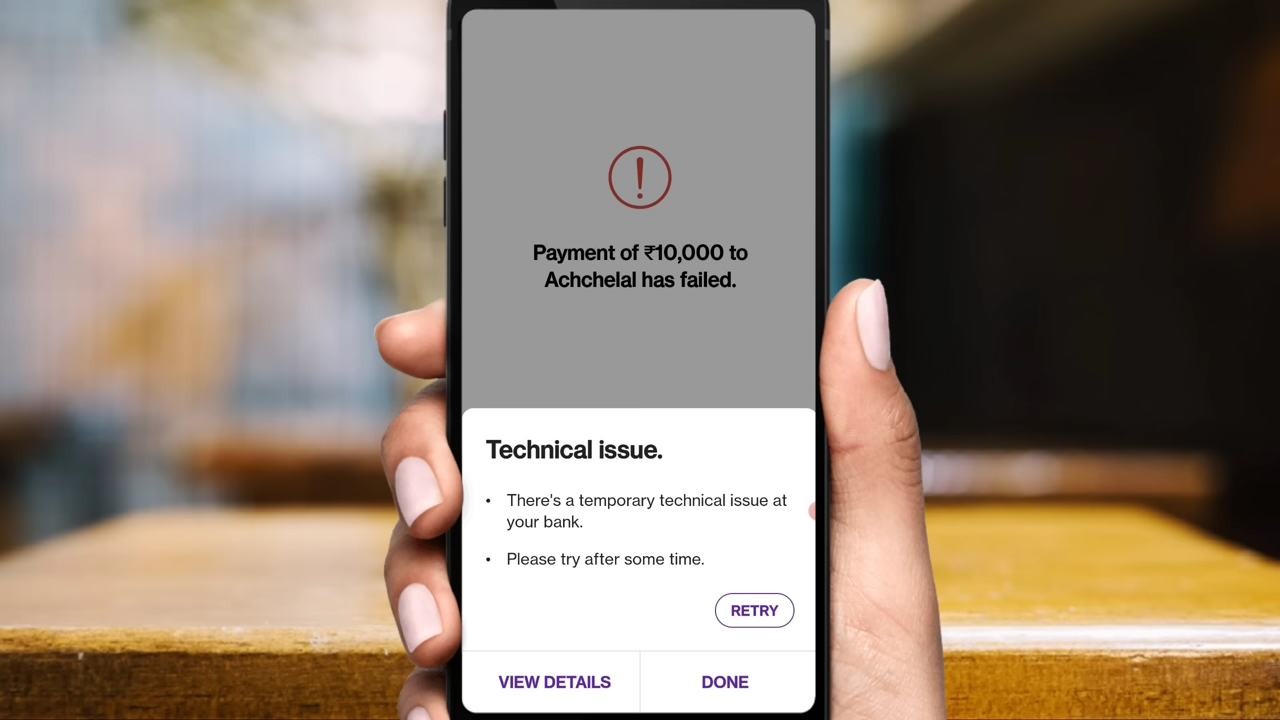 Payment of ₹10,000 to
Achchelal has failed.
Technical issue.
• There's a temporary technical issue at
your bank.
• Please try after some time.
RETRY
VIEW DETAILS
DONE